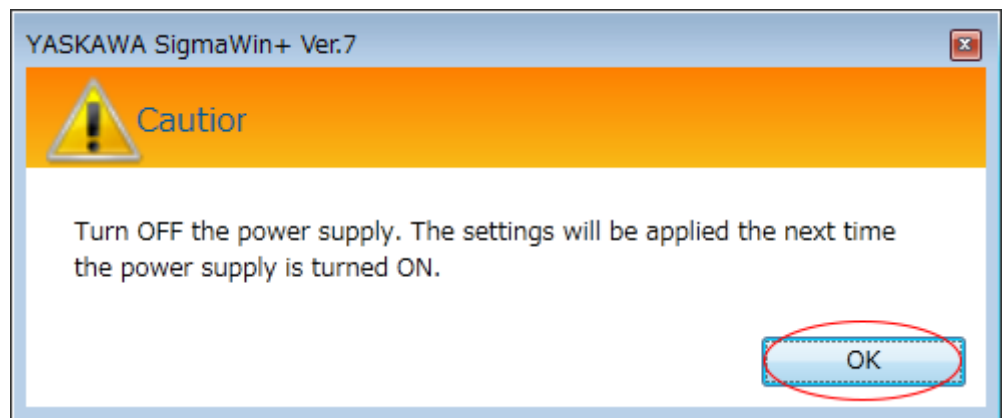 YASKAWA SigmaWin+ Ver.7
Cautior
Turn OFF the power supply. The settings will be applied the next time
the power supply is turned ON.
OK